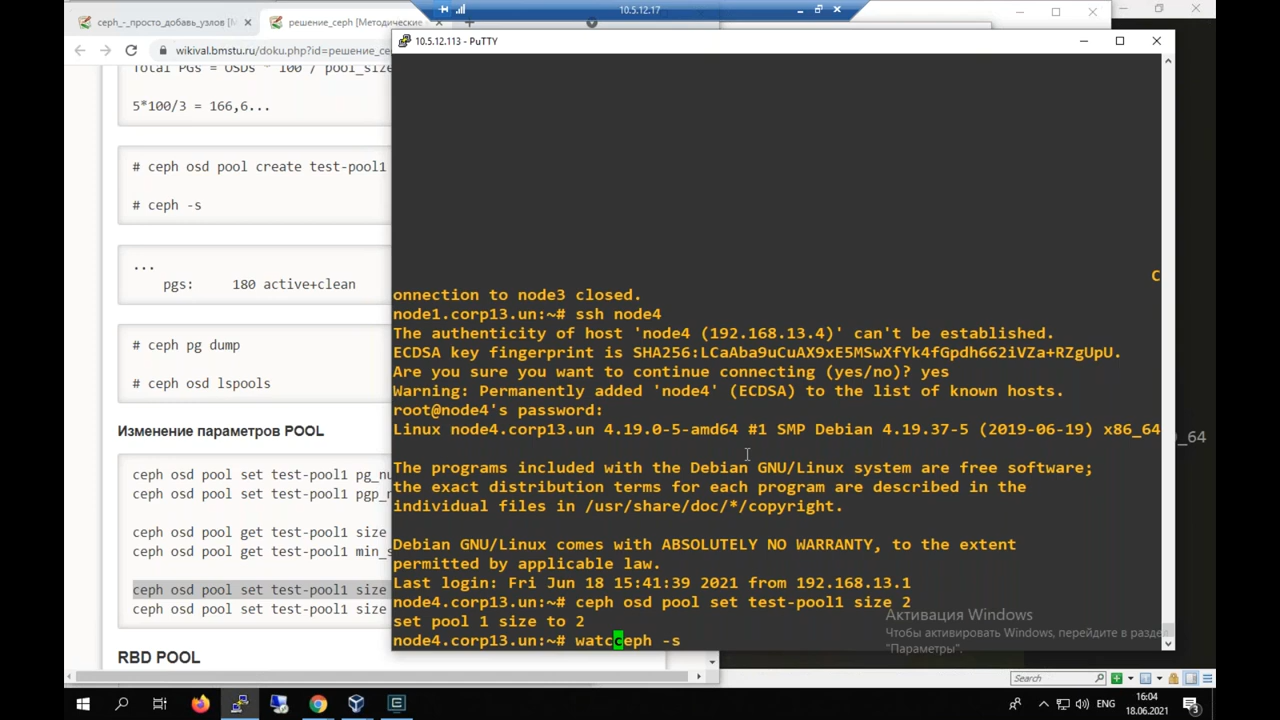 10.5.12.17
ceph_-_просто_добавь_узлов [М
решение_ceph [Методические
wikival.bmstu.ru/doku.php?id=решение_ce
10.5.12.113 - PuTTY
Total PGs = OSDs * 100 / pool_size
5*100/3 = 166,6...
# ceph osd pool create test-pool1
# ceph -s
...
pgs: 180 active+clean
# ceph pg dump
# ceph osd lspools
Изменение параметров POOL
ceph osd pool set test-pool1 pg_nu
ceph osd pool set test-pool1 pgp_n
ceph osd pool get test-pool1 size
ceph osd pool get test-pool1 min_s
ceph osd pool set test-pool1 size
ceph osd pool set test-pool1 size
RBD POOL
C
onnection to node3 closed.
node1.corp13.un:~# ssh node4
The authenticity of host 'node4 (192.168.13.4)' can't be established.
ECDSA key fingerprint is SHA256:LCaAba9uCuAX9xE5MSwXfYk4fGpdh662iVZa+RZgUpU.
Are you sure you want to continue connecting (yes/no)? yes
Warning: Permanently added 'node4' (ECDSA) to the list of known hosts.
root@node4's password:
Linux node4.corp13.un 4.19.0-5-amd64 #1 SMP Debian 4.19.37-5 (2019-06-19) x86_64
The programs included with the Debian GNU/Linux system are free software;
the exact distribution terms for each program are described in the
individual files in /usr/share/doc/*/copyright.
Debian GNU/Linux comes with ABSOLUTELY NO WARRANTY, to the extent
permitted by applicable law.
Last login: Fri Jun 18 15:41:39 2021 from 192.168.13.1
node4.corp13.un:~# ceph osd pool set test-pool1 size 2
set pool 1 size to 2
node4.corp13.un:~# watcceph -s
_64
Активация Windows
Чтобы активировать Windows, перейдите в раздел
"Параметры".
Search
ENG
16:04
18.06.2021
3